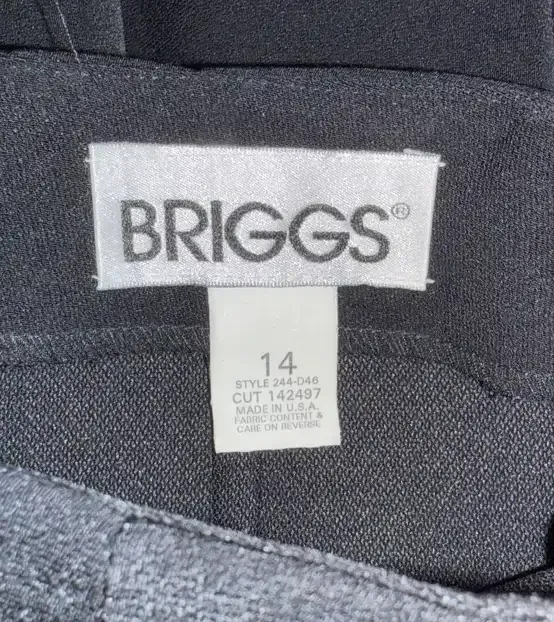 BRIGGS®
14
STYLE 244-D46
CUT 142497
MADE IN U.S.A.
FABRIC CONTENT &
CARE ON REVERSE